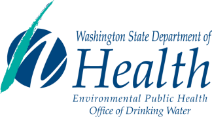 Washington State Department of
Health
Environmental Public Health
Office of Drinking Water